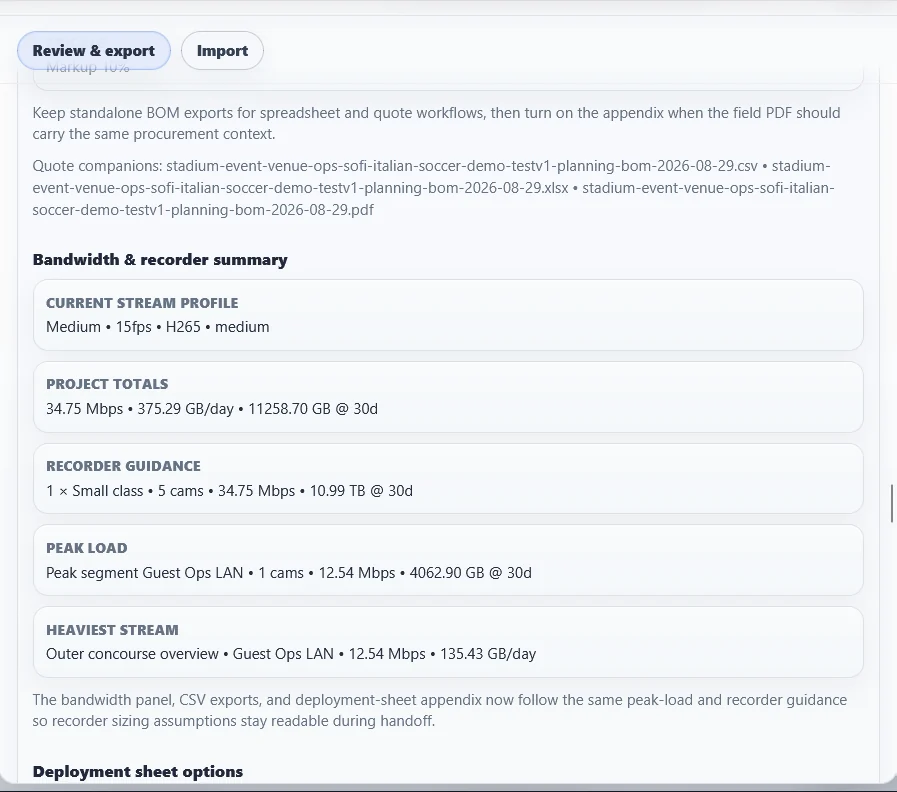 Review & export
Import
Markup 10%
Keep standalone BOM exports for spreadsheet and quote workflows, then turn on the appendix when the field PDF should
carry the same procurement context.
Quote companions: stadium-event-venue-ops-sofi-italian-soccer-demo-testv1-planning-bom-2026-08-29.csv • stadium-
event-venue-ops-sofi-italian-soccer-demo-testv1-planning-bom-2026-08-29.xlsx • stadium-event-venue-ops-sofi-italian-
soccer-demo-testv1-planning-bom-2026-08-29.pdf
Bandwidth & recorder summary
CURRENT STREAM PROFILE
Medium • 15fps • H265 • medium
PROJECT TOTALS
34.75 Mbps • 375.29 GB/day • 11258.70 GB @ 30d
RECORDER GUIDANCE
1 × Small class • 5 cams • 34.75 Mbps • 10.99 TB @ 30d
PEAK LOAD
Peak segment Guest Ops LAN • 1 cams • 12.54 Mbps • 4062.90 GB @ 30d
HEAVIEST STREAM
Outer concourse overview • Guest Ops LAN • 12.54 Mbps • 135.43 GB/day
The bandwidth panel, CSV exports, and deployment-sheet appendix now follow the same peak-load and recorder guidance
so recorder sizing assumptions stay readable during handoff.
Deployment sheet options